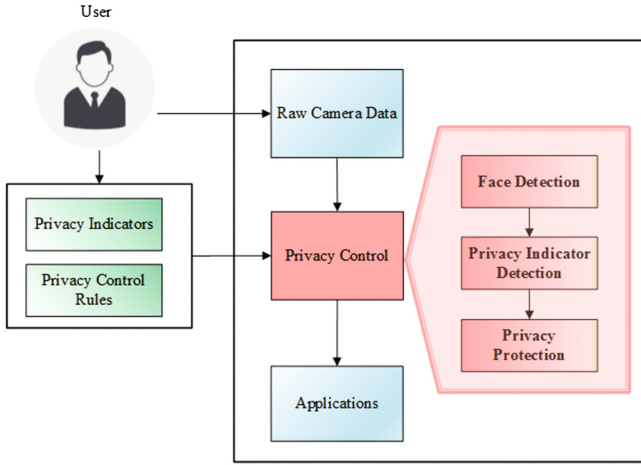 User
Raw Camera Data
Privacy Indicators
Privacy Control
Rules
Privacy Control
Applications
Face Detection
Privacy Indicator
Detection
Privacy
Protection